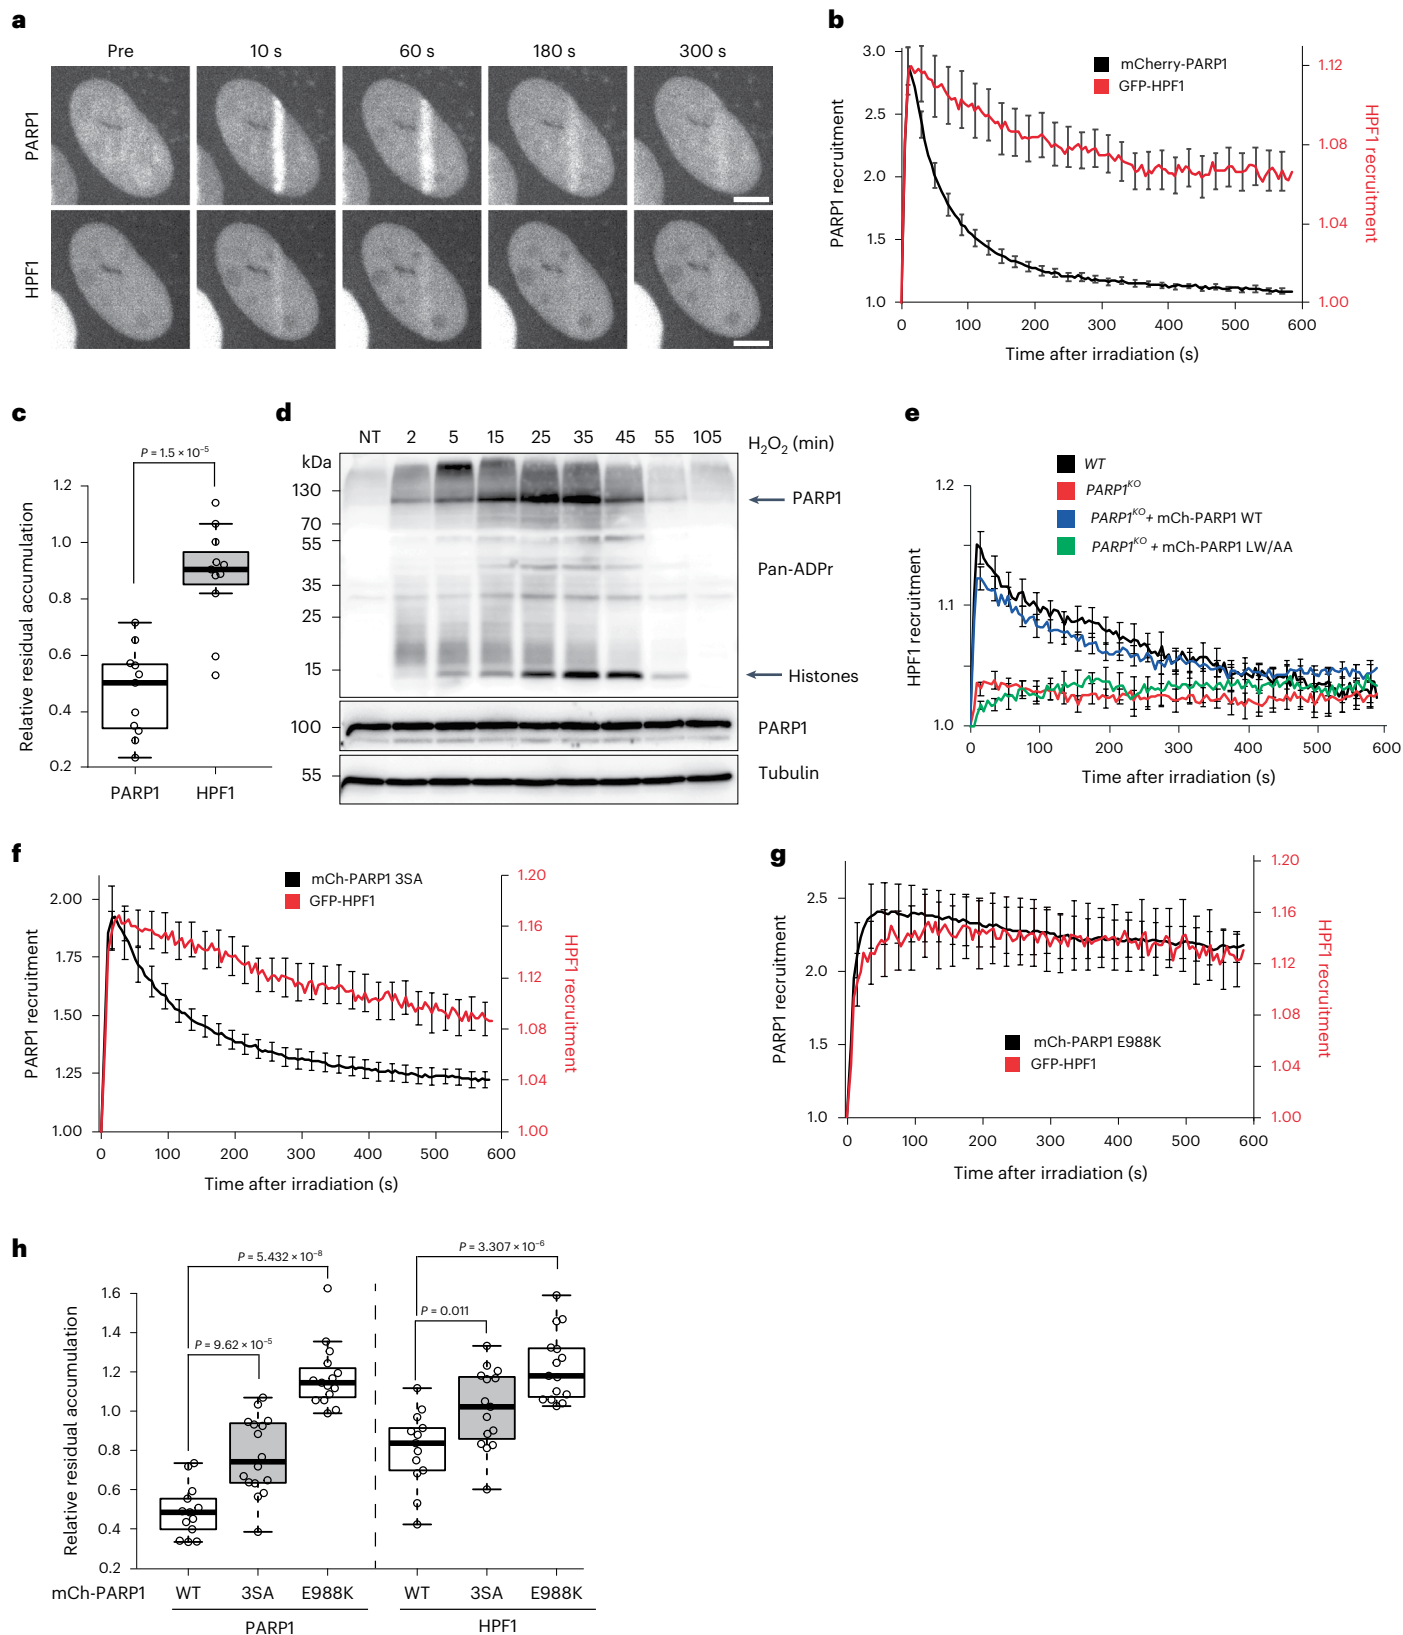 a
Pre 10 s 60 s 180 s 300 s
PARP1
HPF1
b
3.0
2.5
2.0
1.5
1.0
PARP1 recruitment
mCherry-PARP1
GFP-HPF1
1.12
1.08
1.04
1.00
HPF1 recruitment
0 100 200 300 400 500 600
Time after irradiation (s)
c
P = 1.5 × 10⁻⁵
1.2
1.0
0.8
0.6
0.4
0.2
Relative residual accumulation
PARP1 HPF1
d
NT 2 5 15 25 35 45 55 105 H₂O₂ (min)
kDa
130
70
55
35
25
15
100
55
PARP1
Pan-ADPr
Histones
PARP1
Tubulin
e
WT
PARP1ᴷᴼ
PARP1ᴷᴼ + mCh-PARP1 WT
PARP1ᴷᴼ + mCh-PARP1 LW/AA
1.2
1.1
1.0
HPF1 recruitment
0 100 200 300 400 500 600
Time after irradiation (s)
f
mCh-PARP1 3SA
GFP-HPF1
2.00
1.75
1.50
1.25
1.00
PARP1 recruitment
1.20
1.16
1.12
1.08
1.04
1.00
HPF1 recruitment
0 100 200 300 400 500 600
Time after irradiation (s)
g
2.5
2.0
1.5
1.0
PARP1 recruitment
mCh-PARP1 E988K
GFP-HPF1
1.20
1.16
1.12
1.08
1.04
1.00
HPF1 recruitment
0 100 200 300 400 500 600
Time after irradiation (s)
h
P = 5.432 × 10⁻⁸
P = 9.62 × 10⁻⁵
P = 3.307 × 10⁻⁶
P = 0.011
1.6
1.4
1.2
1.0
0.8
0.6
0.4
0.2
Relative residual accumulation
mCh-PARP1 WT 3SA E988K WT 3SA E988K
PARP1 HPF1